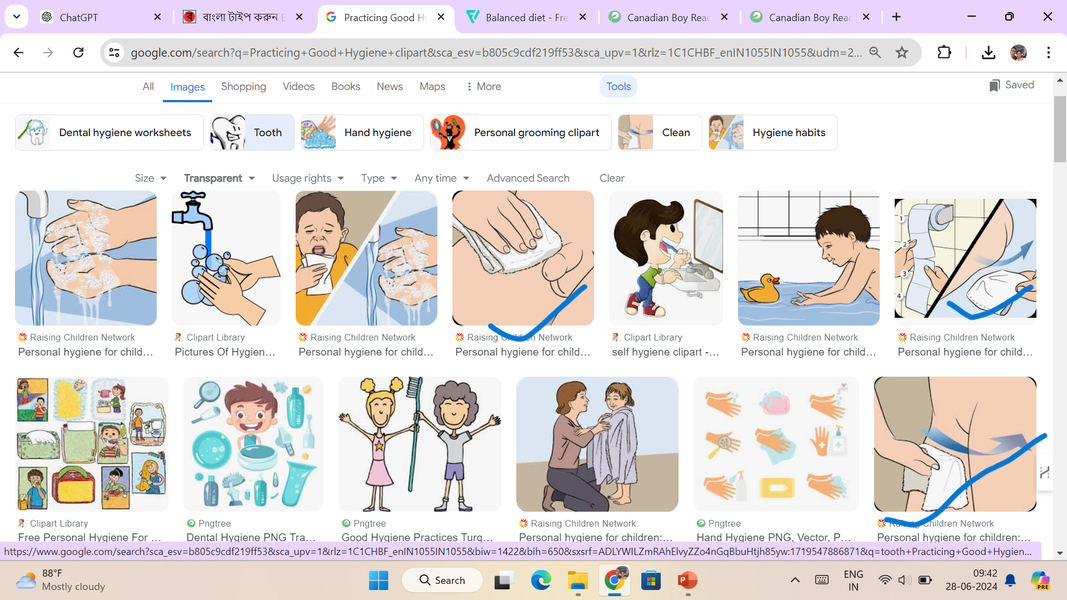 ChatGPT
বাংলা টাইপ করুন
Practicing Good H
Balanced diet - Fre
Canadian Boy Rea
Canadian Boy Rea
google.com/search?q=Practicing+Good+Hygiene+clipart&sca_esv=b805c9cdf219ff53&sca_upv=1&rlz=1C1CHBF_enIN1055IN1055&udm=2...
All Images Shopping Videos Books News Maps More Tools Saved
Dental hygiene worksheets Tooth Hand hygiene Personal grooming clipart Clean Hygiene habits
Size Transparent Usage rights Type Any time Advanced Search Clear
1
2
3
4
Raising Children Network Clipart Library Raising Children Network Raising Children Network Clipart Library Raising Children Network Raising Children Network
Personal hygiene for child... Pictures Of Hygien... Personal hygiene for child... Personal hygiene for child... self hygiene clipart -... Personal hygiene for child... Personal hygiene for child...
Clipart Library Pngtree Pngtree Raising Children Network Pngtree Raising Children Network
Free Personal Hygiene For ... Dental Hygiene PNG Tra... Good Hygiene Practices Turq... Personal hygiene for children:... Hand Hygiene PNG, Vector, P... Personal hygiene for children:...
https://www.google.com/search?sca_esv=b805c9cdf219ff53&sca_upv=1&rlz=1C1CHBF_enIN1055IN1055&biw=1422&bih=650&sxsrf=ADLYWILZmRAhElvyZZo4nGqBbuHtjh85yw:1719547886871&q=tooth+Practicing+Good+Hygien...
88°F
Mostly cloudy
Search
ENG
IN
09:42
28-06-2024
PRE